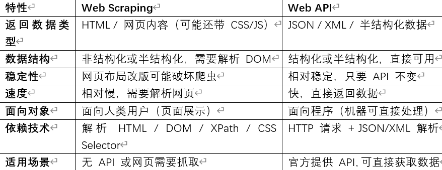 特性 Web Scraping Web API
返回数据类 HTML / 网页内容（可能还带 CSS/JS） JSON / XML / 半结构化数据
型
数据结构 非结构化或半结构化，需要解析 DOM 结构化或半结构化，直接可用
稳定性 网页布局改版可能破坏爬虫 相对稳定，只要 API 不变
速度 相对慢，需要解析网页 快，直接返回数据
面向对象 面向人类用户（页面展示） 面向程序（机器可直接处理）
依赖技术 解析 HTML / DOM / XPath / CSS HTTP 请求 + JSON/XML 解析
Selector
适用场景 无 API 或网页需要抓取 官方提供 API，可直接获取数据